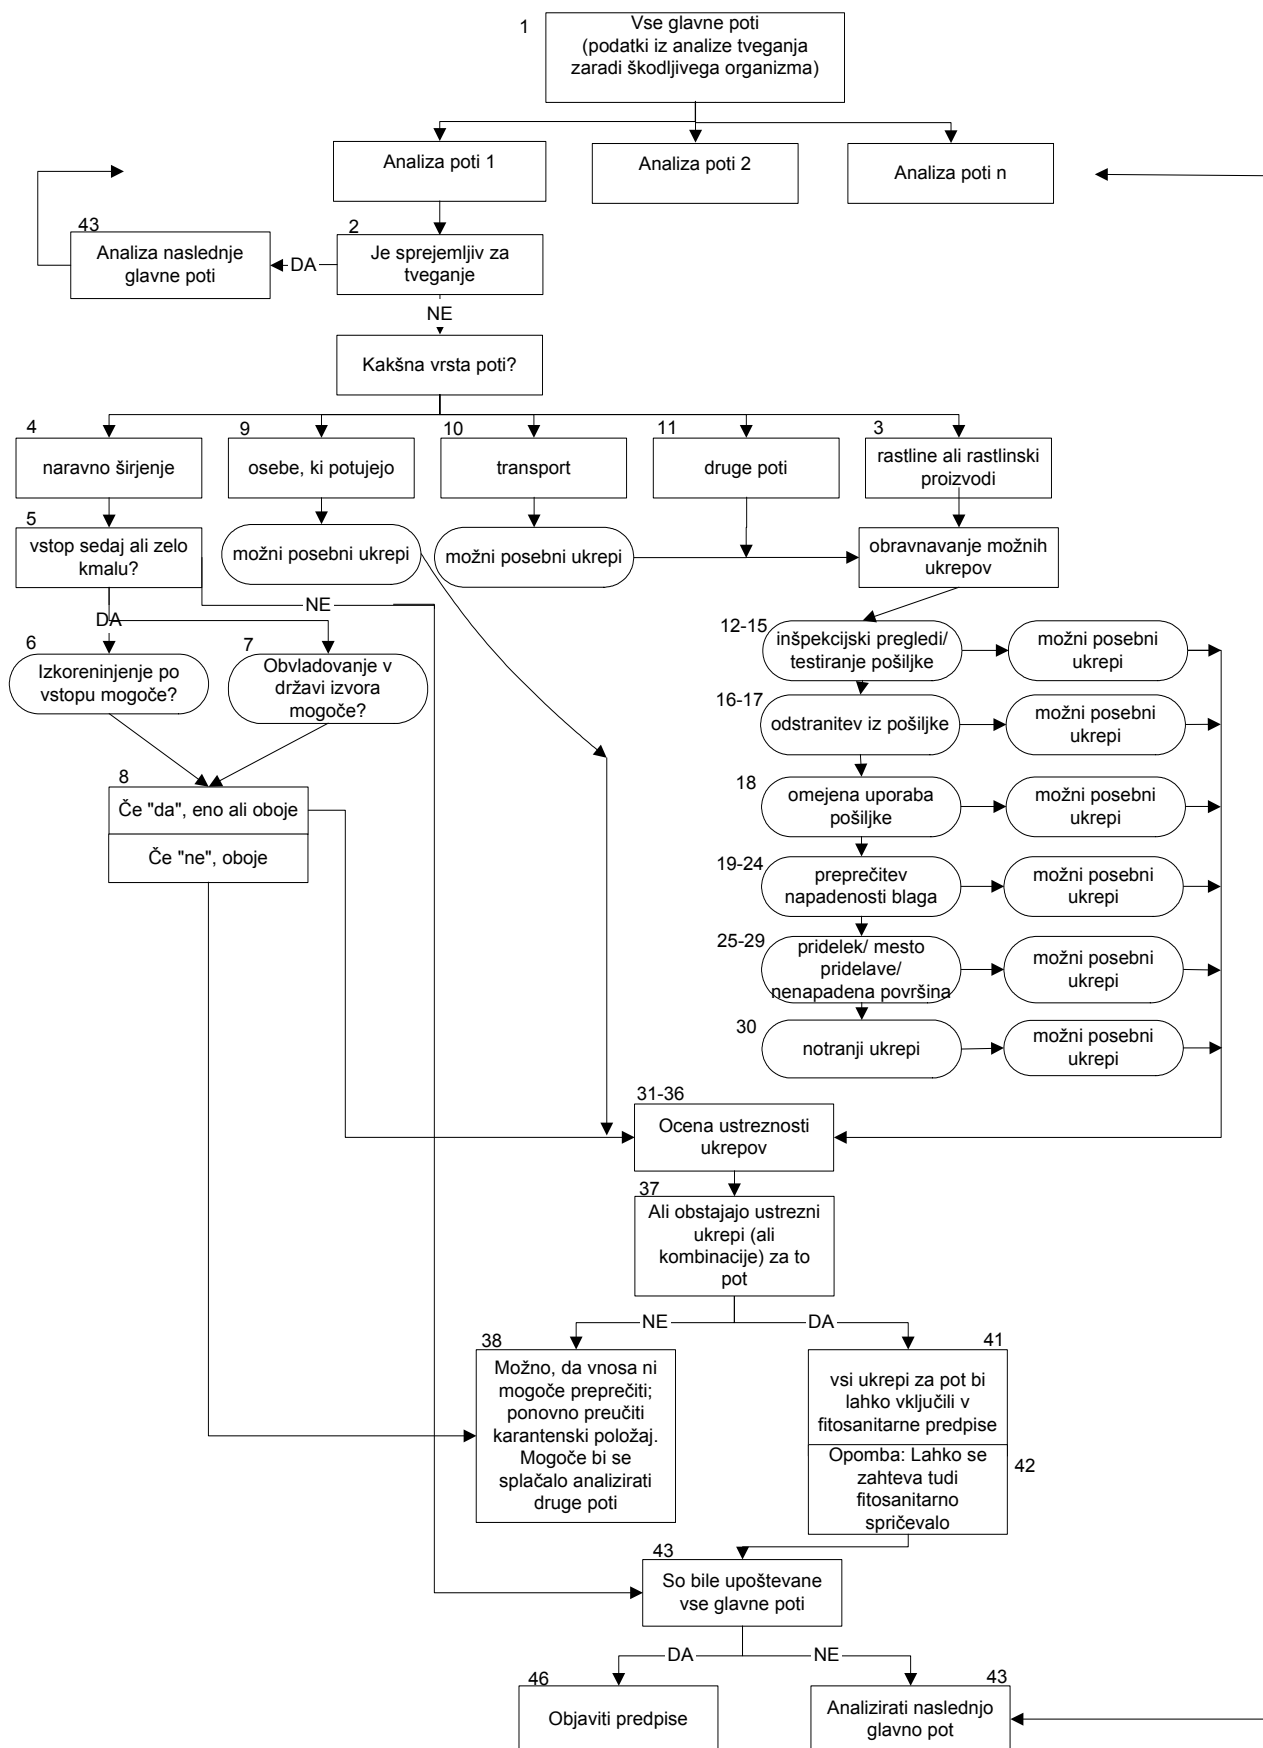 1
Vse glavne poti
(podatki iz analize tveganja
zaradi škodljivega organizma)
Analiza poti 1
Analiza poti 2
Analiza poti n
43
Analiza naslednje
glavne poti
DA
2
Je sprejemljiv za
tveganje
NE
Kakšna vrsta poti?
4
naravno širjenje
9
osebe, ki potujejo
10
transport
11
druge poti
3
rastline ali rastlinski
proizvodi
5
vstop sedaj ali zelo
kmalu?
možni posebni ukrepi
možni posebni ukrepi
obravnavanje možnih
ukrepov
DA
NE
6
Izkoreninjenje po
vstopu mogoče?
7
Obvladovanje v
državi izvora
mogoče?
12-15
inšpekcijski pregledi/
testiranje pošiljke
možni posebni
ukrepi
16-17
odstranitev iz pošiljke
možni posebni
ukrepi
8
Če "da", eno ali oboje
Če "ne", oboje
18
omejena uporaba
pošiljke
možni posebni
ukrepi
19-24
preprečitev
napadenosti blaga
možni posebni
ukrepi
25-29
pridelek/ mesto
pridelave/
nenapadena površina
možni posebni
ukrepi
30
notranji ukrepi
možni posebni
ukrepi
31-36
Ocena ustreznosti
ukrepov
37
Ali obstajajo ustrezni
ukrepi (ali
kombinacije) za to
pot
NE
DA
38
Možno, da vnosa ni
mogoče preprečiti;
ponovno preučiti
karantenski položaj.
Mogoče bi se
splačalo analizirati
druge poti
41
vsi ukrepi za pot bi
lahko vključili v
fitosanitarne predpise
Opomba: Lahko se
zahteva tudi
fitosanitarno
spričevalo
42
43
So bile upoštevane
vse glavne poti
DA
NE
46
Objaviti predpise
43
Analizirati naslednjo
glavno pot